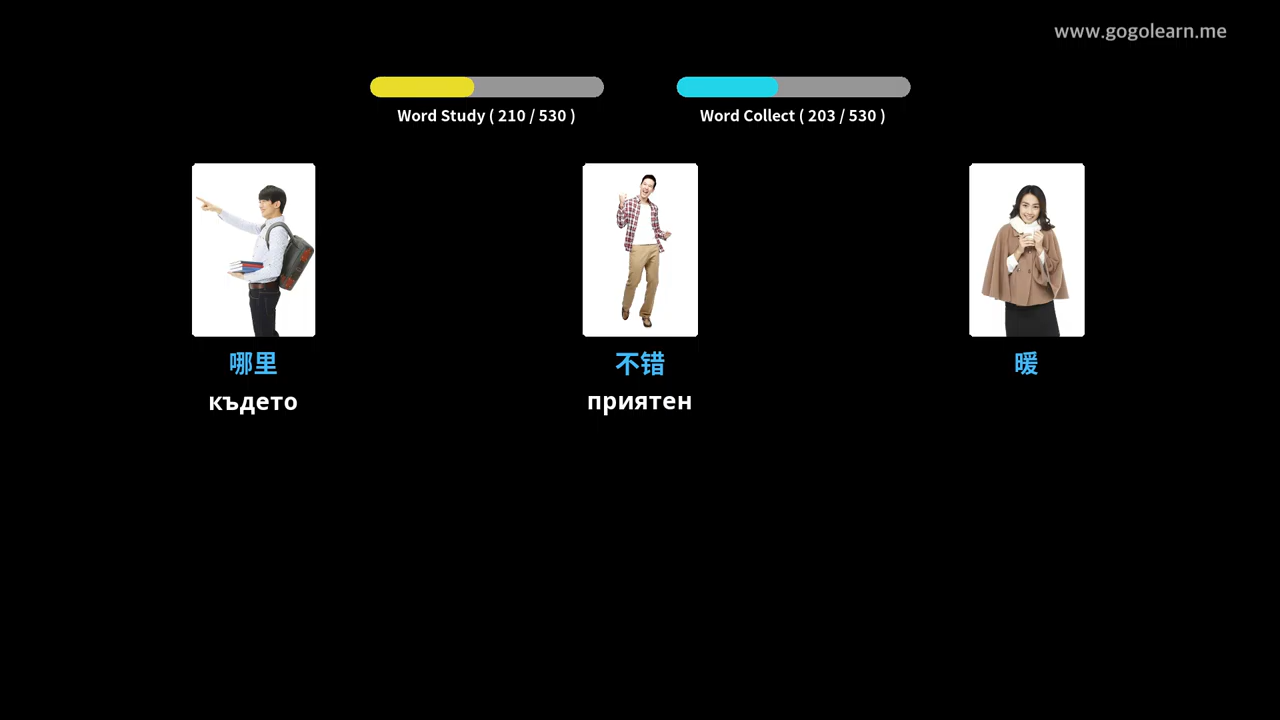 www.gogolearn.me
Word Study ( 210 / 530 )
Word Collect ( 203 / 530 )
哪里
不错
暖
където
приятен